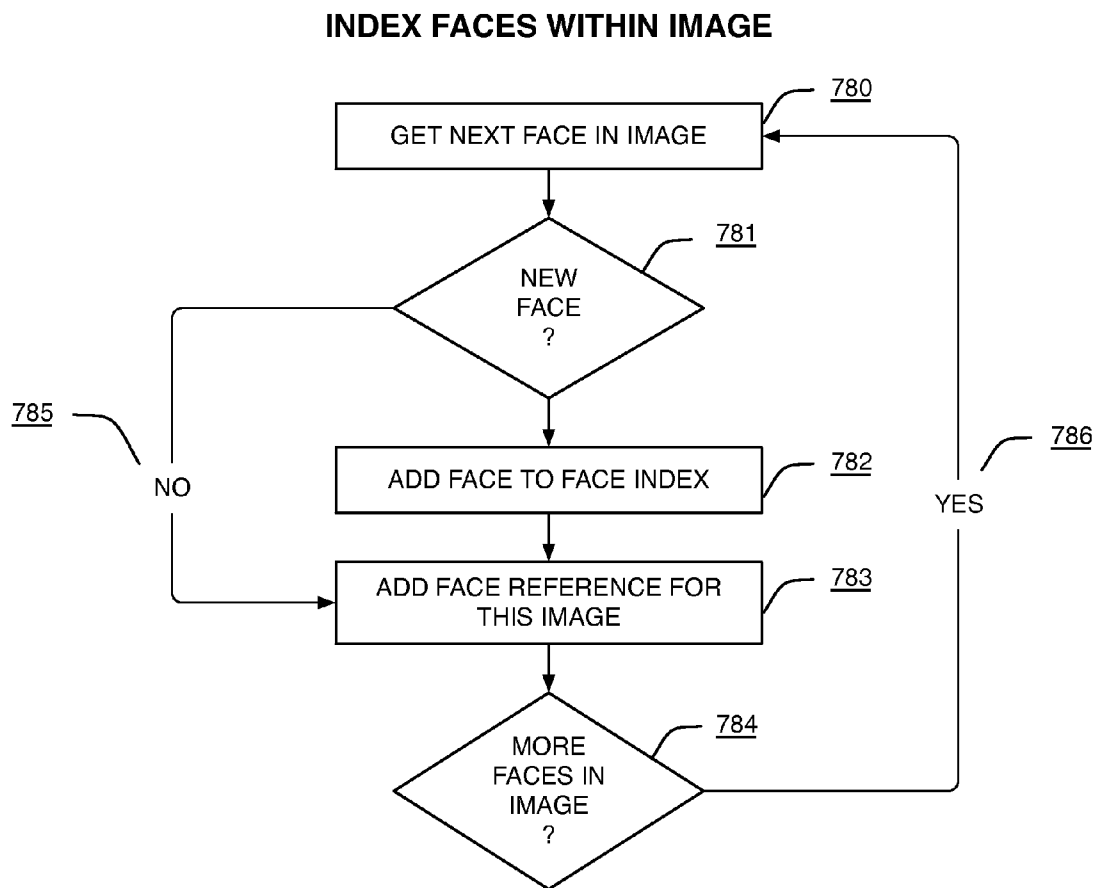 INDEX FACES WITHIN IMAGE
780
GET NEXT FACE IN IMAGE
781
NEW
FACE
?
785
NO
782
ADD FACE TO FACE INDEX
786
YES
783
ADD FACE REFERENCE FOR
THIS IMAGE
784
MORE
FACES IN
IMAGE
?